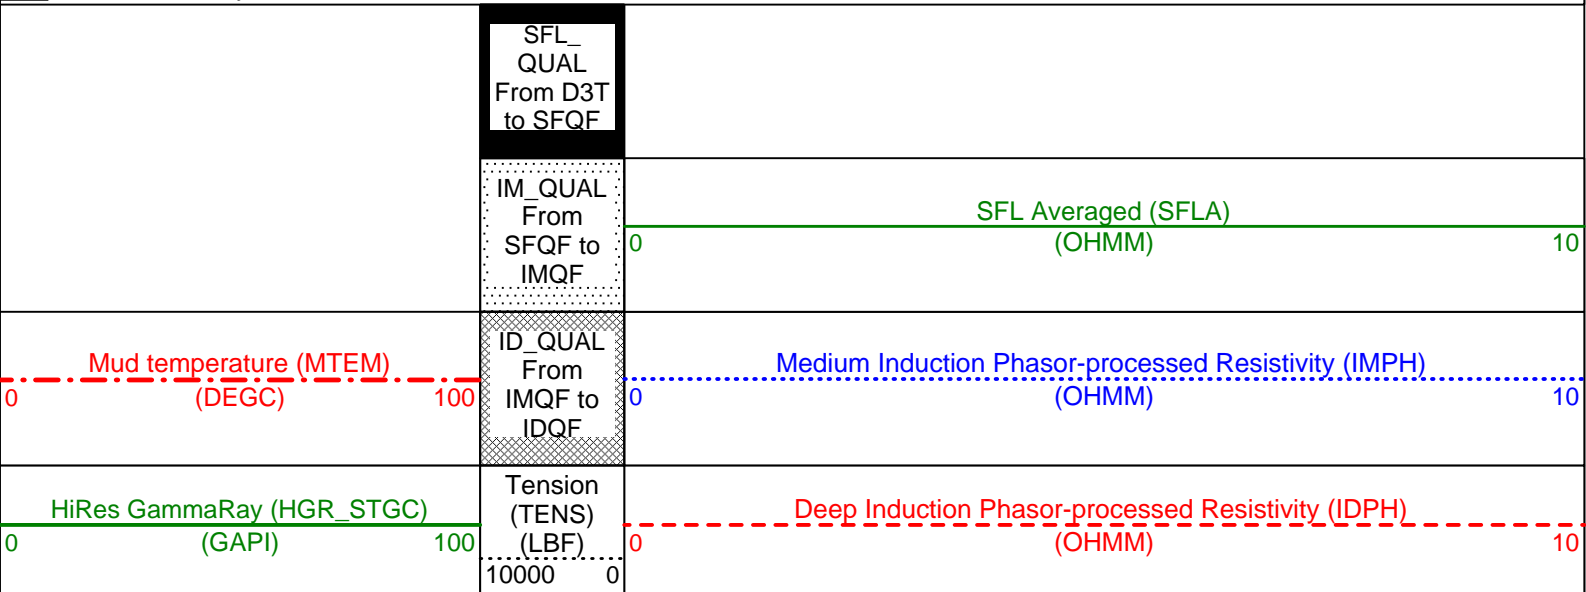 SFL_
QUAL
From D3T
to SFQF
IM_QUAL
From
SFQF to
IMQF
SFL Averaged (SFLA)
0 (OHMM) 10
Mud temperature (MTEM)
0 (DEGC) 100
ID_QUAL
From
IMQF to
IDQF
Medium Induction Phasor-processed Resistivity (IMPH)
0 (OHMM) 10
HiRes GammaRay (HGR_STGC)
0 (GAPI) 100
Tension
(TENS)
(LBF)
10000 0
Deep Induction Phasor-processed Resistivity (IDPH)
0 (OHMM) 10